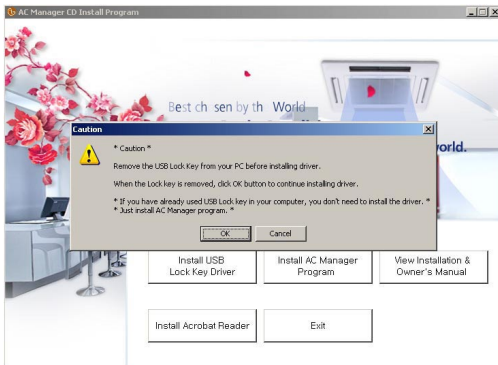 AC Manager CD Install Program
Best ch sen by th World
Caution
* Caution *
Remove the USB Lock Key from your PC before installing driver.
When the Lock key is removed, click OK button to continue installing driver.
* If you have already used USB Lock key in your computer, you don't need to install the driver. *
* Just install AC Manager program. *
orld.
OK
Cancel
Install USB
Lock Key Driver
Install AC Manager
Program
View Installation &
Owner's Manual
Install Acrobat Reader
Exit